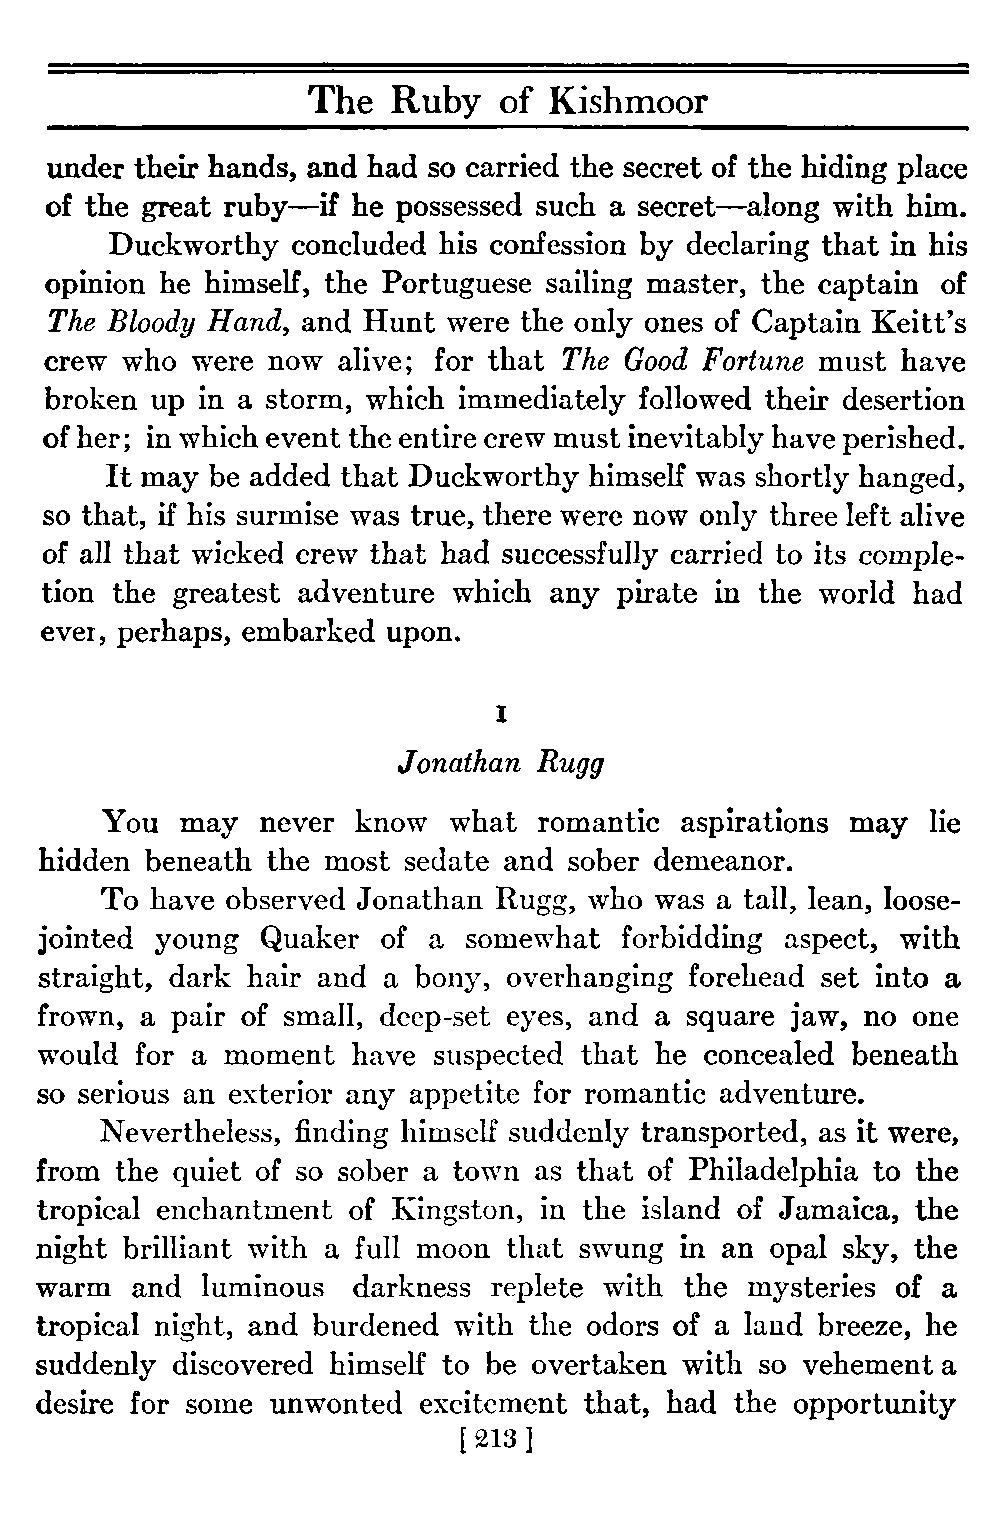 The Ruby of Kishmoor
under their hands, and had so carried the secret of the hiding place
of the great ruby—if he possessed such a secret—along with him.
Duckworthy concluded his confession by declaring that in his
opinion he himself, the Portuguese sailing master, the captain of
The Bloody Hand, and Hunt were the only ones of Captain Keitt's
crew who were now alive; for that The Good Fortune must have
broken up in a storm, which immediately followed their desertion
of her; in which event the entire crew must inevitably have perished.
It may be added that Duckworthy himself was shortly hanged,
so that, if his surmise was true, there were now only three left alive
of all that wicked crew that had successfully carried to its comple-
tion the greatest adventure which any pirate in the world had
ever, perhaps, embarked upon.
I
Jonathan Rugg
You may never know what romantic aspirations may lie
hidden beneath the most sedate and sober demeanor.
To have observed Jonathan Rugg, who was a tall, lean, loose-
jointed young Quaker of a somewhat forbidding aspect, with
straight, dark hair and a bony, overhanging forehead set into a
frown, a pair of small, deep-set eyes, and a square jaw, no one
would for a moment have suspected that he concealed beneath
so serious an exterior any appetite for romantic adventure.
Nevertheless, finding himself suddenly transported, as it were,
from the quiet of so sober a town as that of Philadelphia to the
tropical enchantment of Kingston, in the island of Jamaica, the
night brilliant with a full moon that swung in an opal sky, the
warm and luminous darkness replete with the mysteries of a
tropical night, and burdened with the odors of a land breeze, he
suddenly discovered himself to be overtaken with so vehement a
desire for some unwonted excitement that, had the opportunity
[ 213 ]